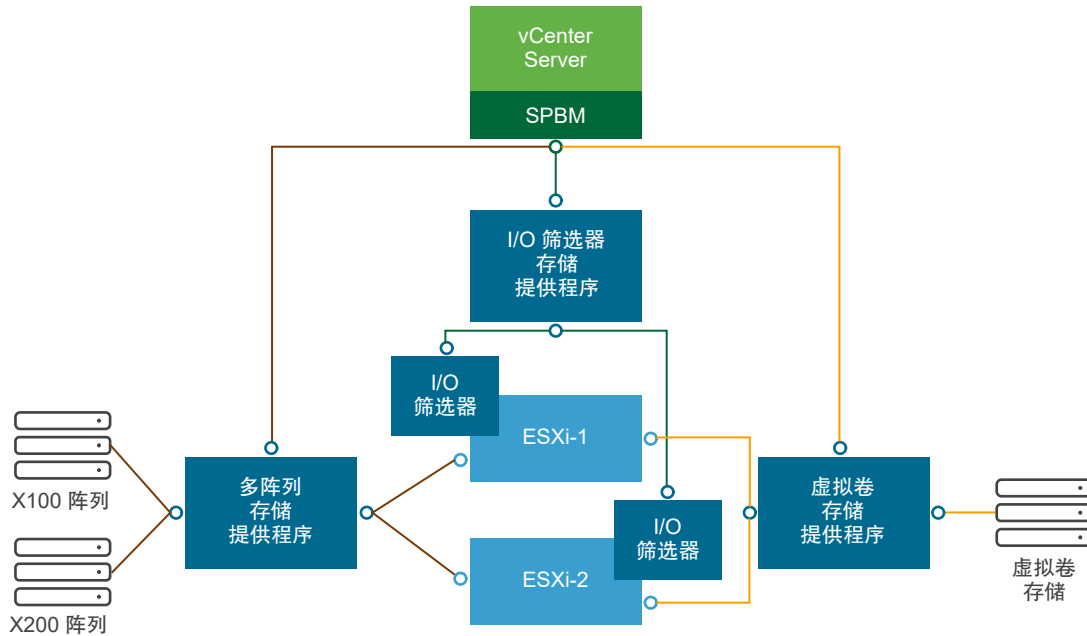 vCenter
Server
SPBM
I/O 筛选器
存储
提供程序
I/O
筛选器
ESXi-1
X100 阵列
多阵列
存储
提供程序
虚拟卷
存储
提供程序
I/O
筛选器
ESXi-2
虚拟卷
存储
X200 阵列